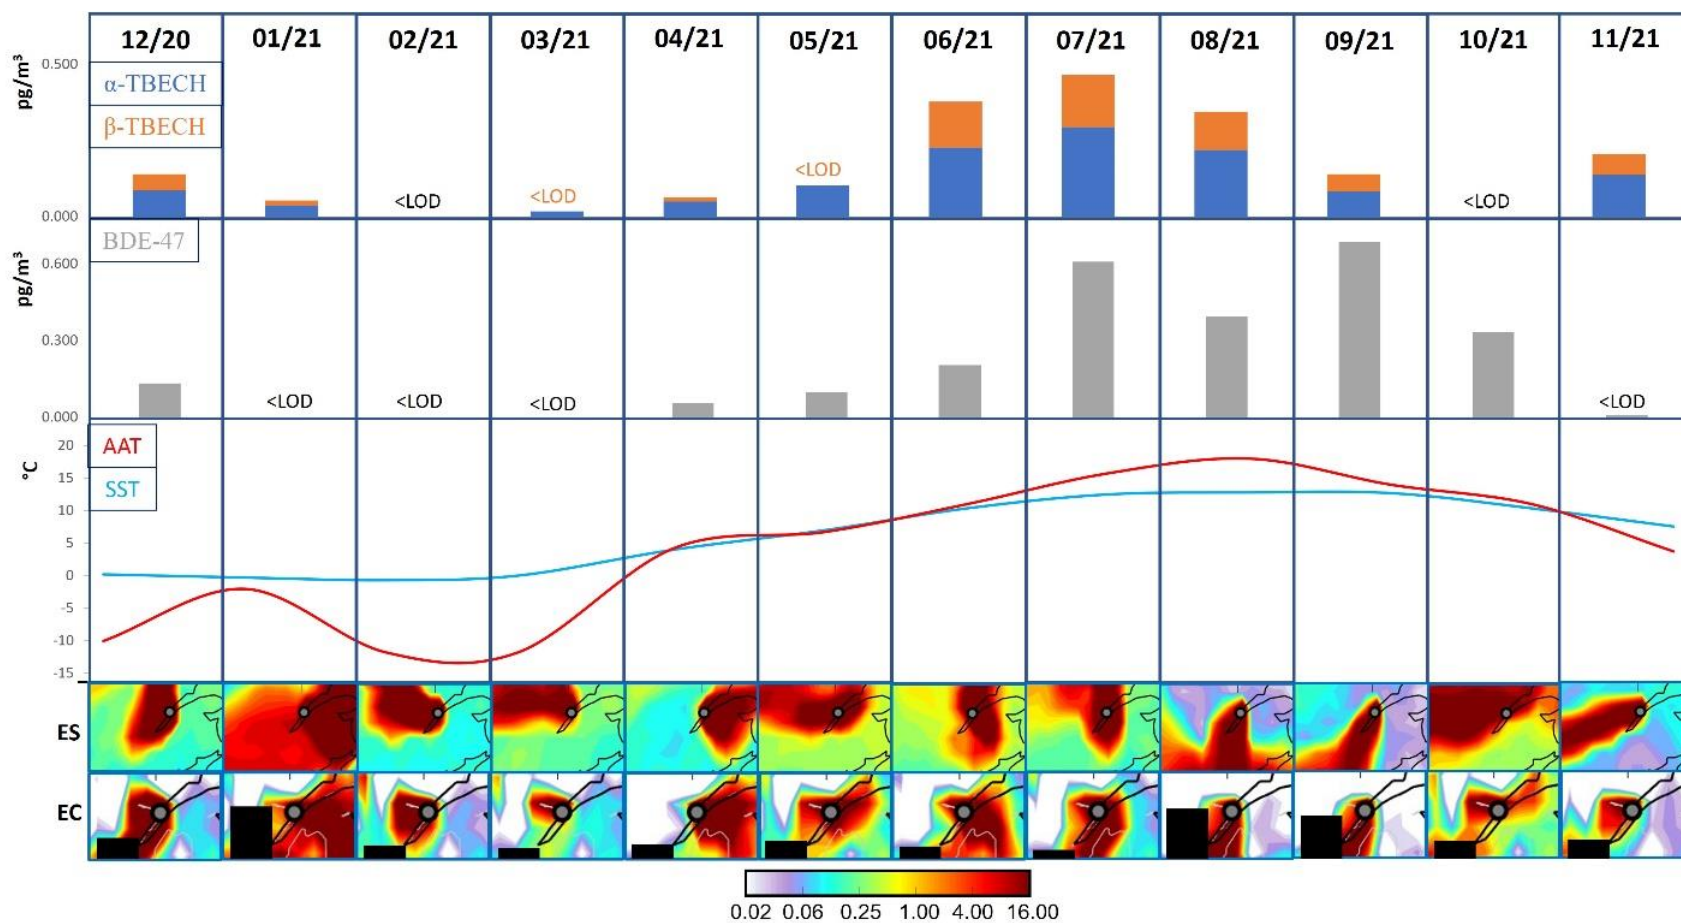 12/20 01/21 02/21 03/21 04/21 05/21 06/21 07/21 08/21 09/21 10/21 11/21
pg/m³
0.500
α-TBECH
β-TBECH
<LOD
<LOD
<LOD
<LOD
0.000
BDE-47
pg/m³
0.600
0.300
<LOD <LOD <LOD <LOD
0.000
AAT
SST
°C
20
15
10
5
0
-5
-10
-15
ES
EC
0.02 0.06 0.25 1.00 4.00 16.00